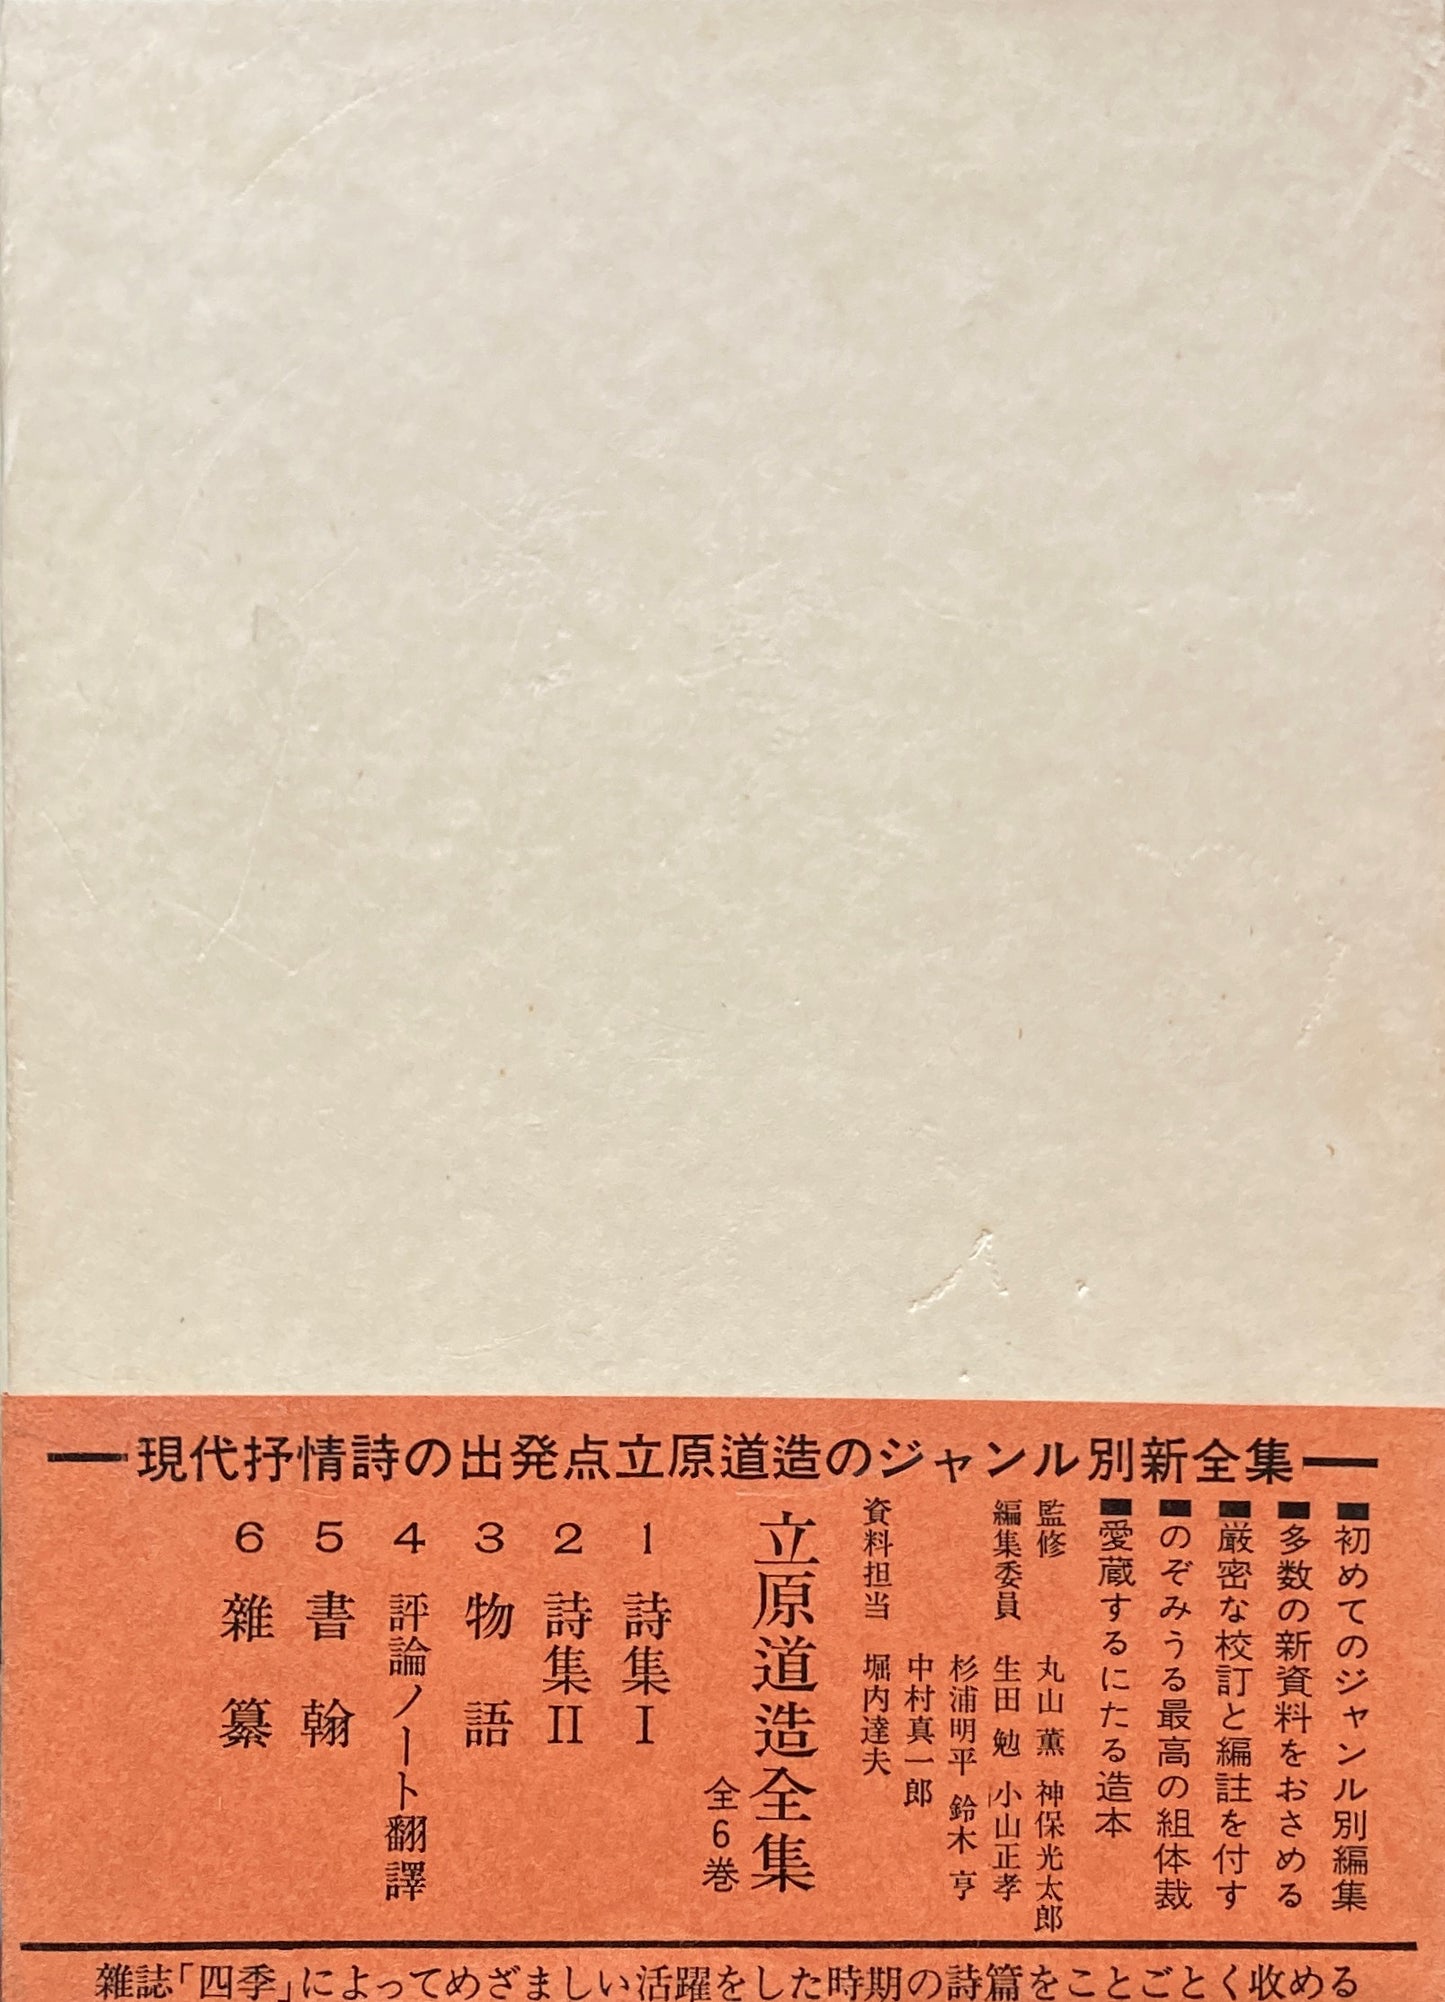 現代抒情詩の出発点立原道造のジャンル別新全集
■初めてのジャンル別編集
■多数の新資料をおさめる
■厳密な校訂と編註を付す
■のぞみうる最高の組体裁
■愛蔵するにたる造本
監修 丸山 薫 神保光太郎
編集委員 生田 勉 小山正孝
杉浦明平 鈴木 亨
中村真一郎
資料担当 堀内達夫
立原道造全集
全6巻
1 詩集I
2 詩集II
3 物語
4 評論ノート翻譯
5 書翰
6 雜纂
雜誌「四季」によってめざましい活躍をした時期の詩篇をことごとく收める